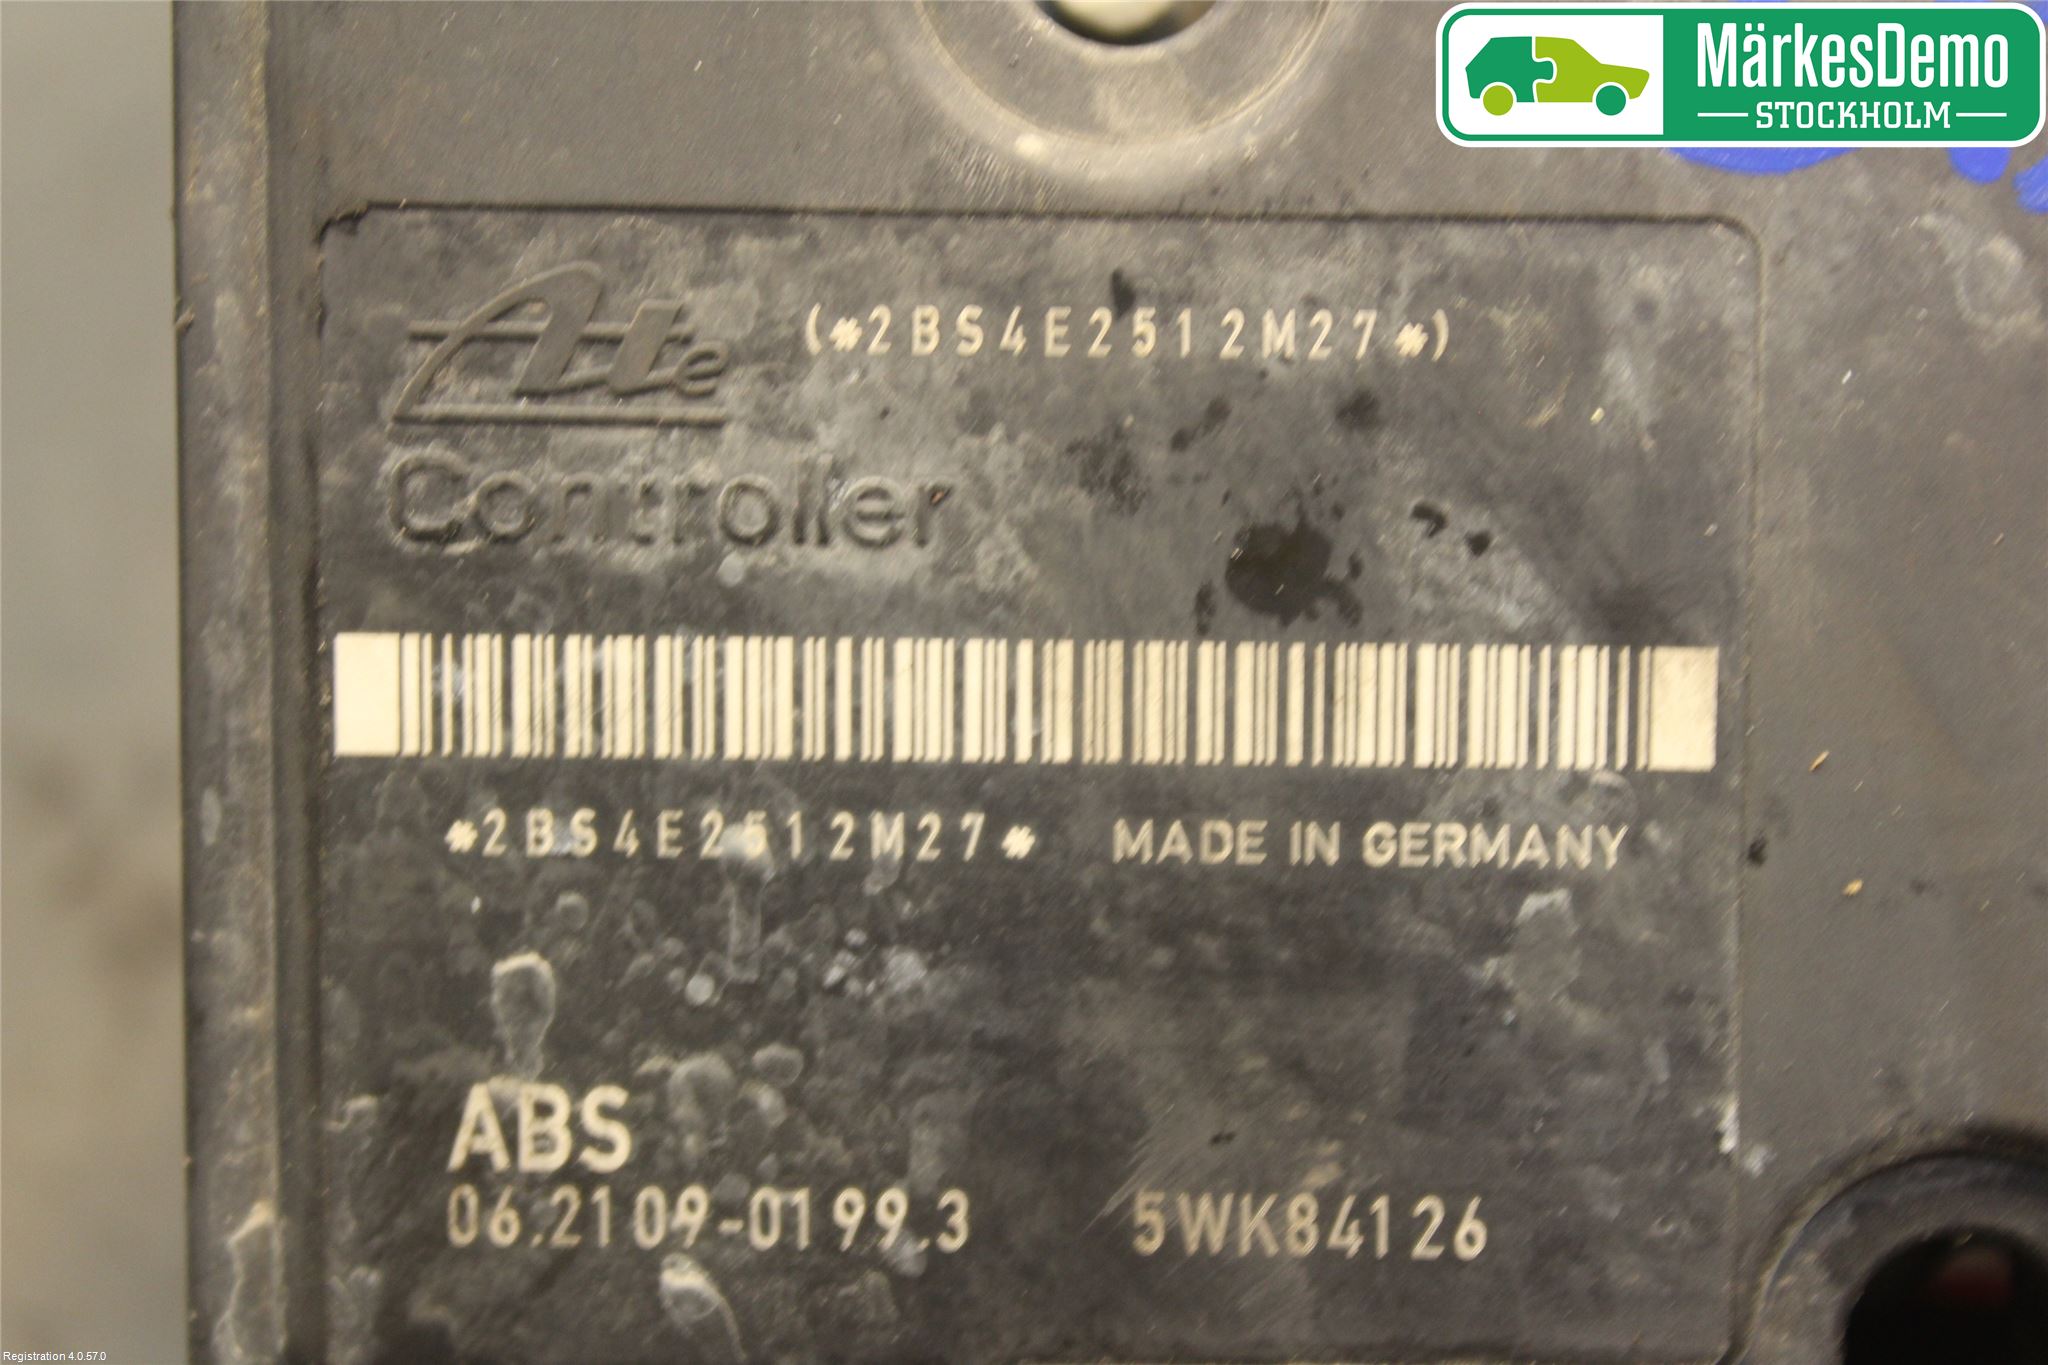 MärkesDemo
STOCKHOLM
Ate
(*2BS4E2512M27*)
Controller
*2BS4E2512M27* MADE IN GERMANY
ABS
06.2109-0199.3 5WK84126
Registration 4.0.57.0